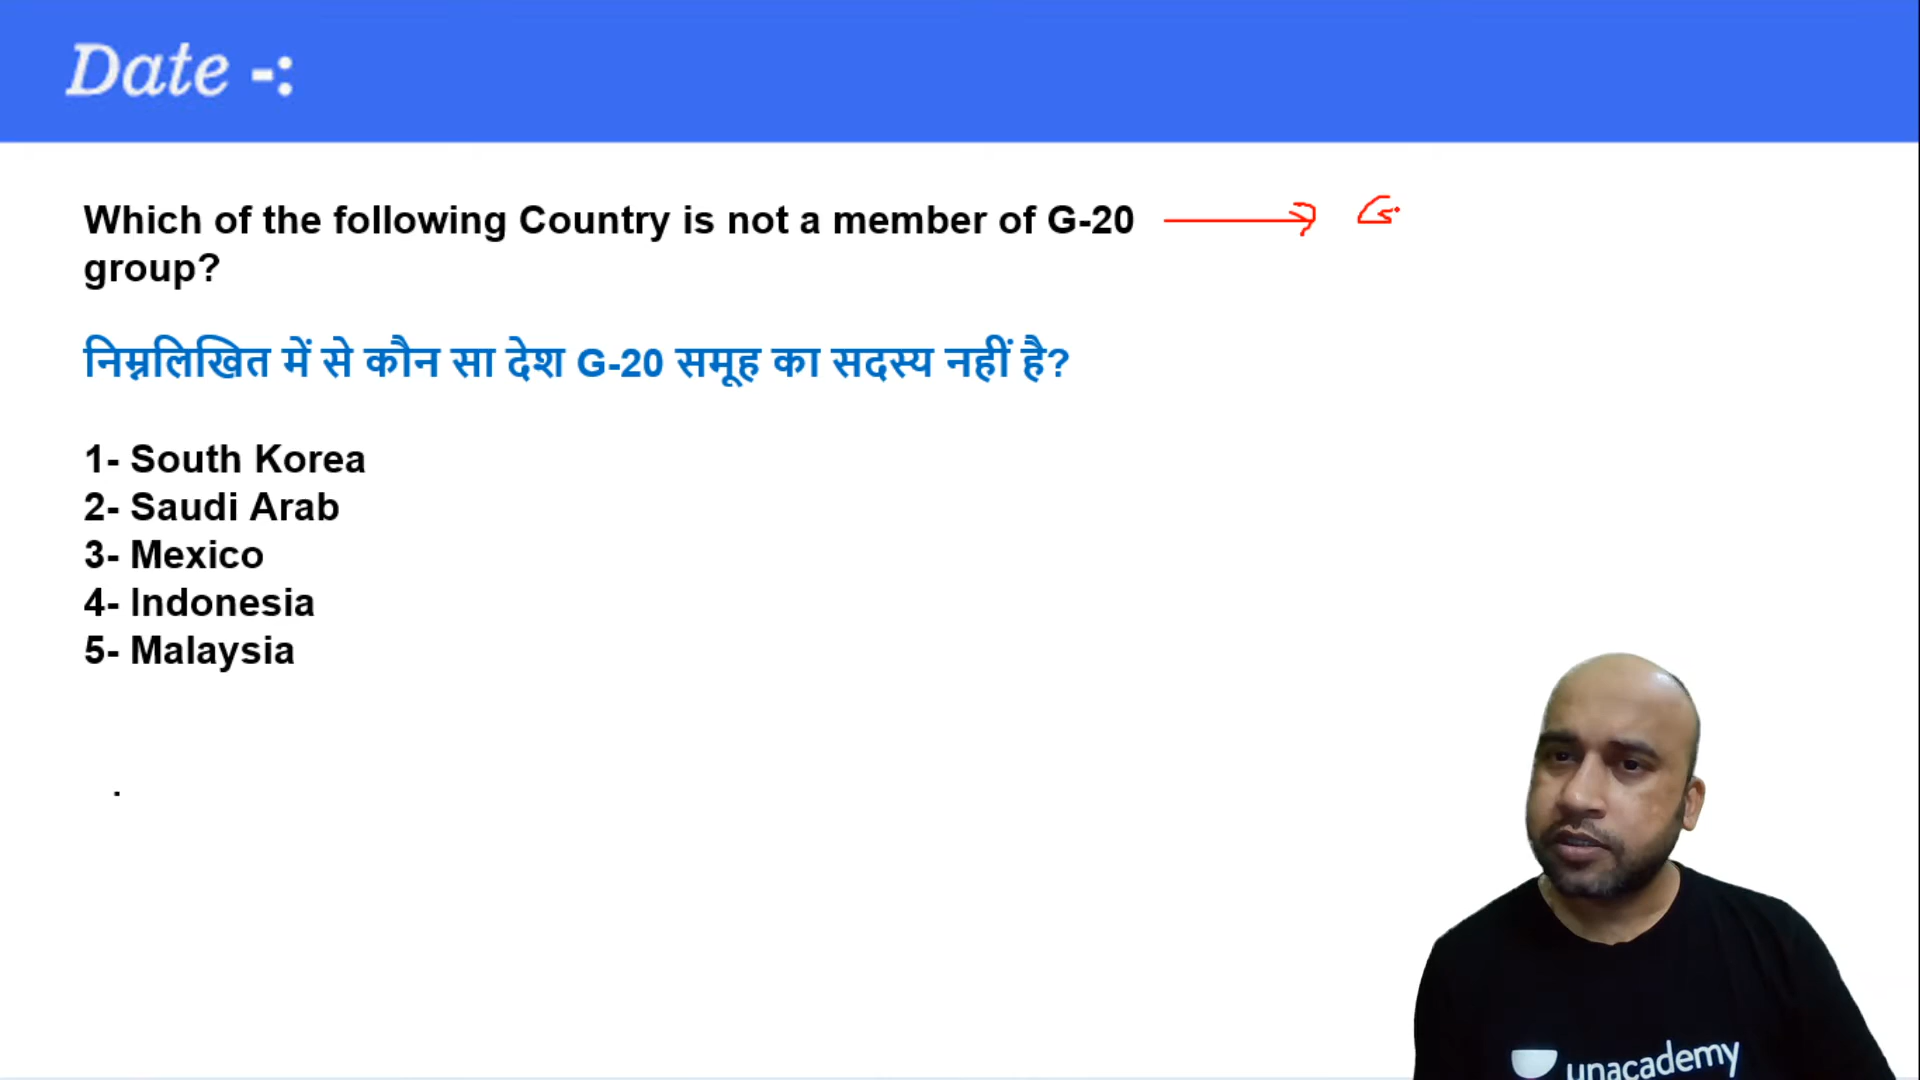 Date -:
Which of the following Country is not a member of G-20
group?
निम्नलिखित में से कौन सा देश G-20 समूह का सदस्य नहीं है?
1- South Korea
2- Saudi Arab
3- Mexico
4- Indonesia
5- Malaysia
unacademy